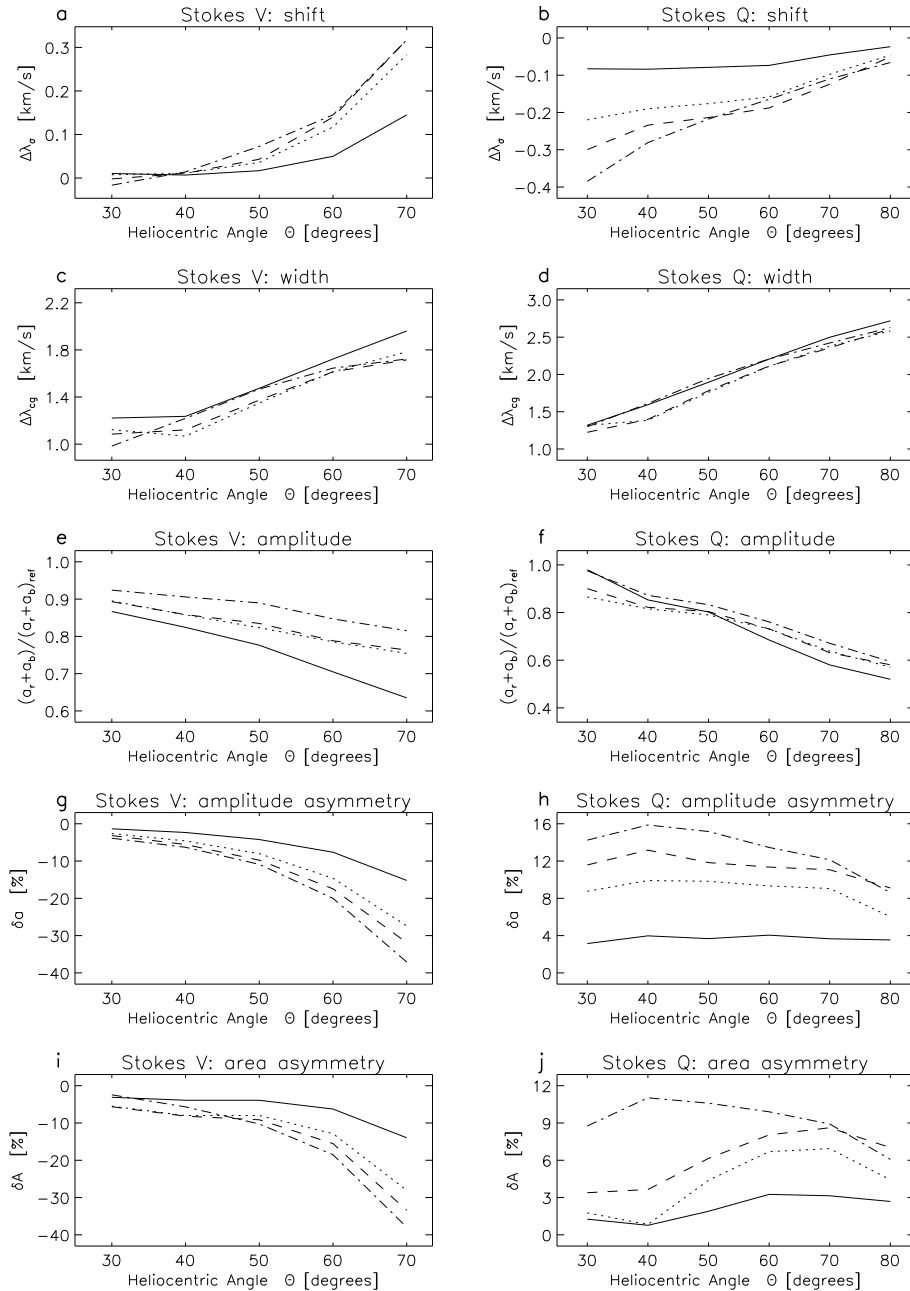 a Stokes V: shift
Δλσ [km/s]
0.3
0.2
0.1
0
30 40 50 60 70
Heliocentric Angle Θ [degrees]
b Stokes Q: shift
Δλσ [km/s]
0
−0.1
−0.2
−0.3
−0.4
30 40 50 60 70 80
Heliocentric Angle Θ [degrees]
c Stokes V: width
Δλcg [km/s]
2.2
1.8
1.4
1.0
30 40 50 60 70
Heliocentric Angle Θ [degrees]
d Stokes Q: width
Δλcg [km/s]
3.0
2.5
2.0
1.5
1.0
30 40 50 60 70 80
Heliocentric Angle Θ [degrees]
e Stokes V: amplitude
(ar+ab)/(ar+ab)ref
1.0
0.9
0.8
0.7
0.6
30 40 50 60 70
Heliocentric Angle Θ [degrees]
f Stokes Q: amplitude
(ar+ab)/(ar+ab)ref
1.0
0.8
0.6
0.4
30 40 50 60 70 80
Heliocentric Angle Θ [degrees]
g Stokes V: amplitude asymmetry
δa [%]
0
−10
−20
−30
−40
30 40 50 60 70
Heliocentric Angle Θ [degrees]
h Stokes Q: amplitude asymmetry
δa [%]
16
12
8
4
0
30 40 50 60 70 80
Heliocentric Angle Θ [degrees]
i Stokes V: area asymmetry
δA [%]
0
−10
−20
−30
−40
30 40 50 60 70
Heliocentric Angle Θ [degrees]
j Stokes Q: area asymmetry
δA [%]
12
9
6
3
0
30 40 50 60 70 80
Heliocentric Angle Θ [degrees]